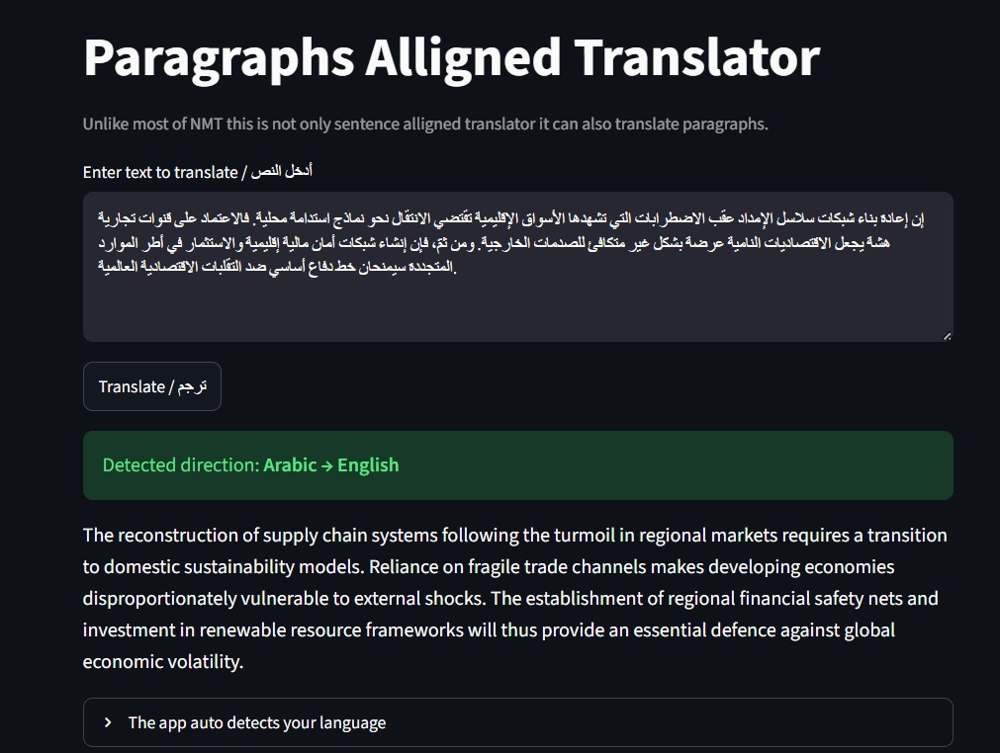 Paragraphs Alligned Translator
Unlike most of NMT this is not only sentence alligned translator it can also translate paragraphs.
Enter text to translate / أدخل النص
إن إعادة بناء شبكات سلاسل الإمداد عقب الاضطرابات التي تشهدها الأسواق الإقليمية تقتضي الانتقال نحو نماذج استدامة محلية. فالاعتماد على قنوات تجارية
هشة يجعل الاقتصاديات النامية عرضة بشكل غير متكافئ للصدمات الخارجية. ومن ثمّ، فإن إنشاء شبكات أمان مالية إقليمية والاستثمار في أطر الموارد
المتجددة سيمنحان خط دفاع أساسي ضد التقلبات الاقتصادية العالمية.
Translate / ترجم
Detected direction: Arabic → English
The reconstruction of supply chain systems following the turmoil in regional markets requires a transition
to domestic sustainability models. Reliance on fragile trade channels makes developing economies
disproportionately vulnerable to external shocks. The establishment of regional financial safety nets and
investment in renewable resource frameworks will thus provide an essential defence against global
economic volatility.
The app auto detects your language